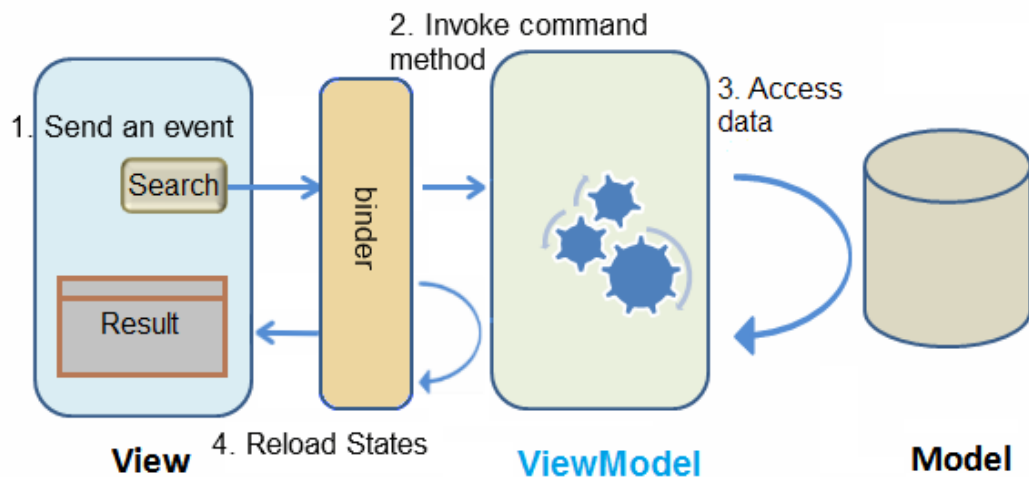 2. Invoke command
method
3. Access
data
1. Send an event
Search
binder
Result
4. Reload States
View
ViewModel
Model